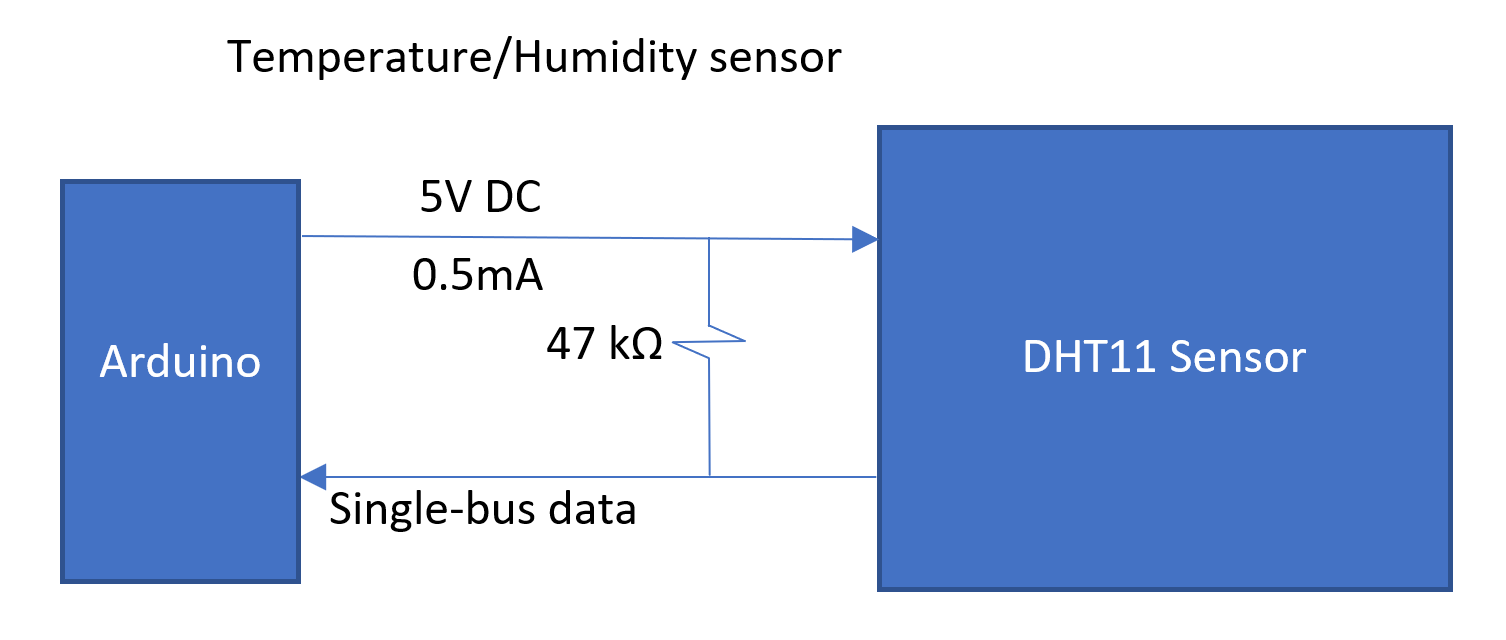 Temperature/Humidity sensor
5V DC
0.5mA
47 kΩ
Arduino
DHT11 Sensor
Single-bus data